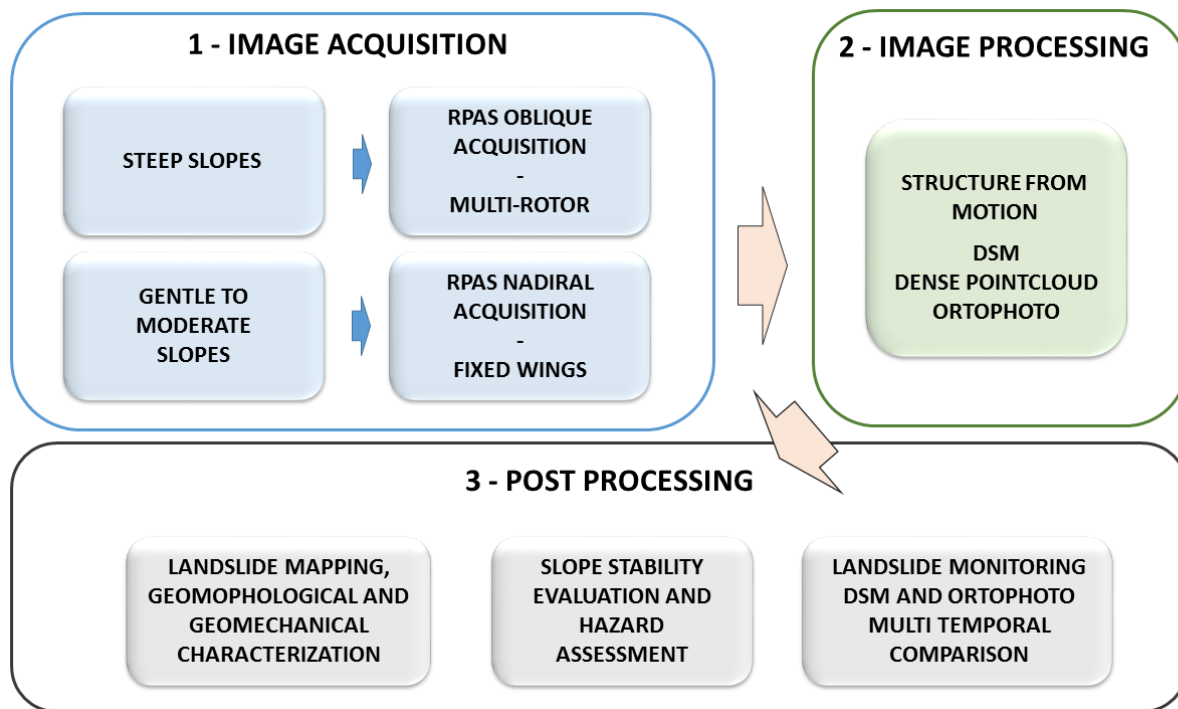 1 - IMAGE ACQUISITION
STEEP SLOPES
RPAS OBLIQUE
ACQUISITION
-
MULTI-ROTOR
GENTLE TO
MODERATE
SLOPES
RPAS NADIRAL
ACQUISITION
-
FIXED WINGS
2 - IMAGE PROCESSING
STRUCTURE FROM
MOTION
DSM
DENSE POINTCLOUD
ORTOPHOTO
3 - POST PROCESSING
LANDSLIDE MAPPING,
GEOMOPHOLOGICAL AND
GEOMECHANICAL
CHARACTERIZATION
SLOPE STABILITY
EVALUATION AND
HAZARD
ASSESSMENT
LANDSLIDE MONITORING
DSM AND ORTOPHOTO
MULTI TEMPORAL
COMPARISON